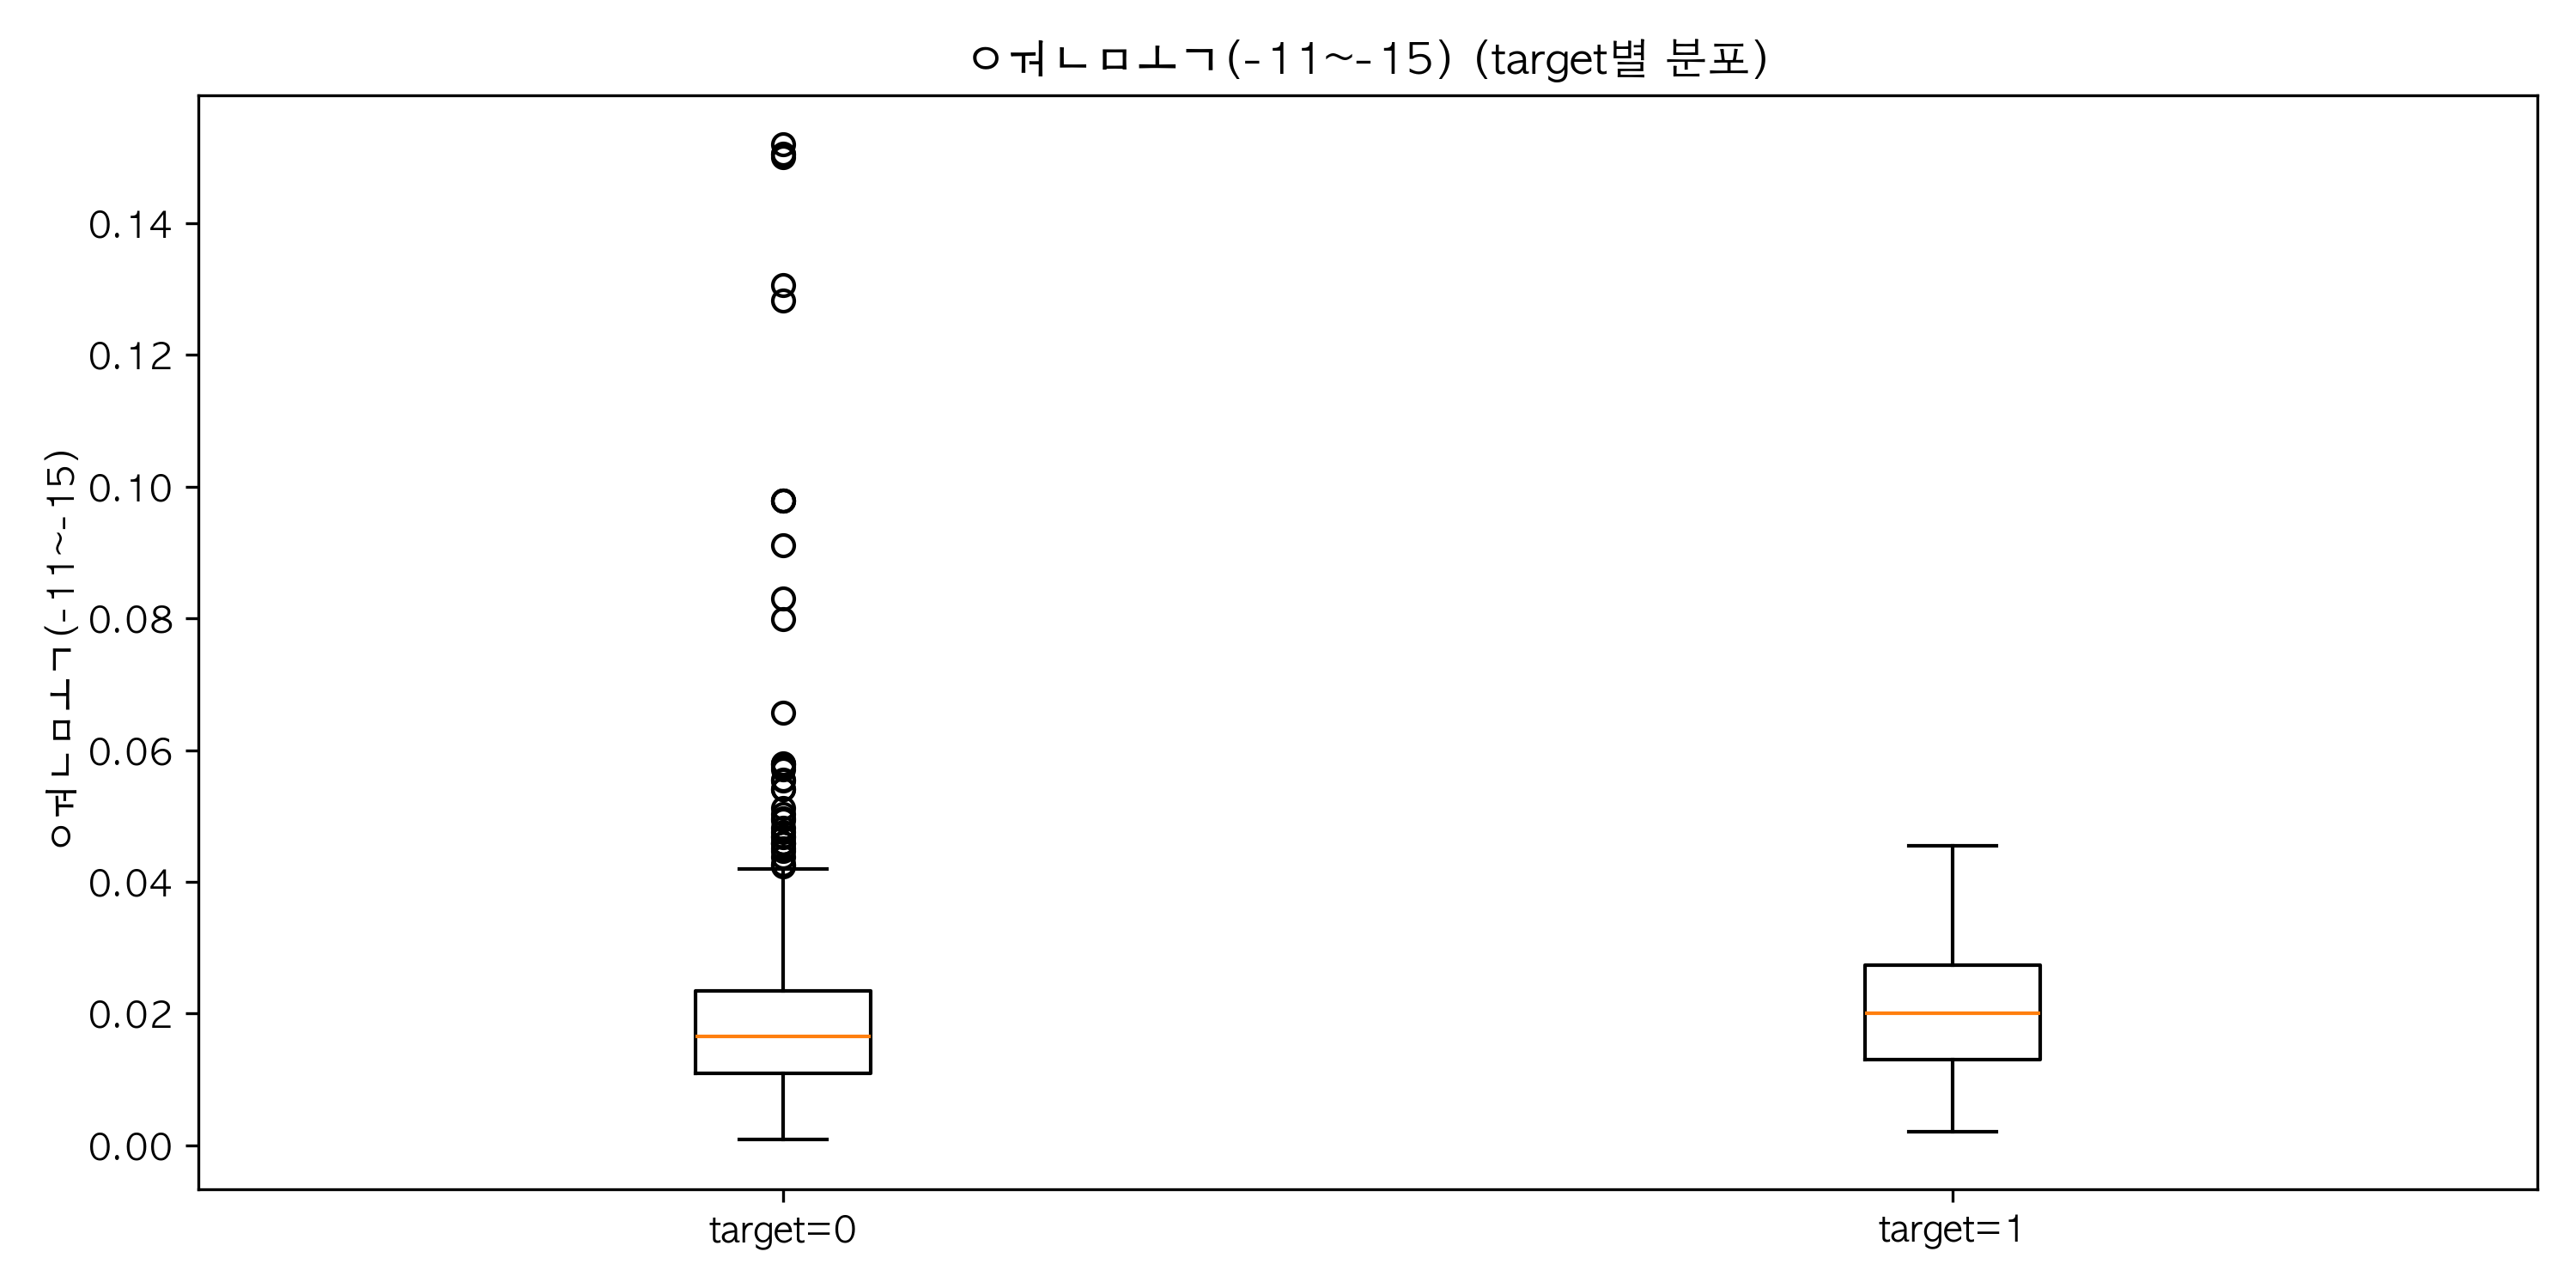 ㅇㅝㄴㅁㅗㄱ(-11~-15) (target별 분포)
ㅇㅝㄴㅁㅗㄱ(-11~-15)
0.14
0.12
0.10
0.08
0.06
0.04
0.02
0.00
target=0
target=1